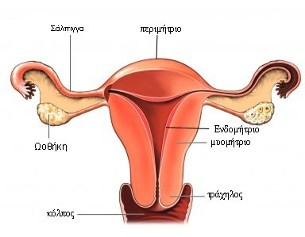 Σάλπιγγα
περιμήτριο
Ενδομήτριο
μυομήτριο
Ωοθήκη
τράχηλος
κόλπος